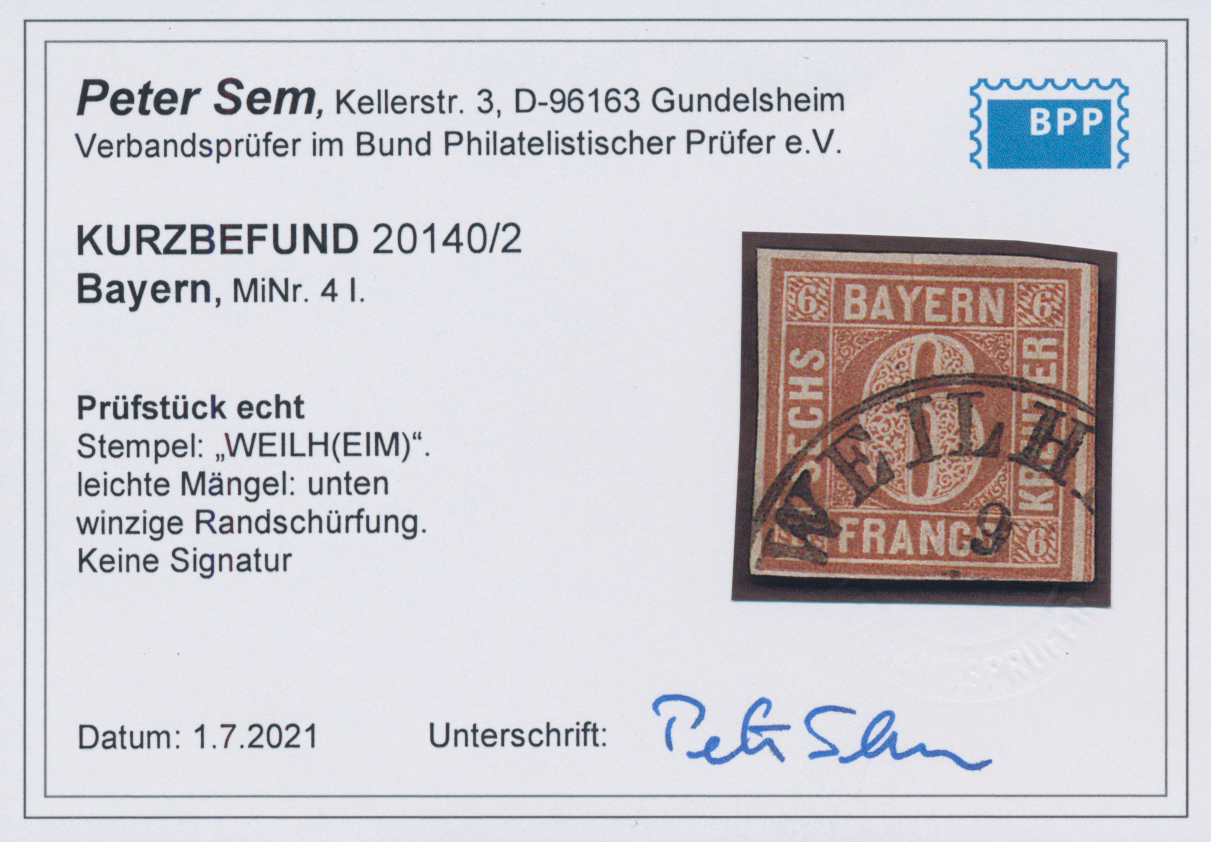 Peter Sem, Kellerstr. 3, D-96163 Gundelsheim
Verbandsprüfer im Bund Philatelistischer Prüfer e.V.
BPP
KURZBEFUND 20140/2
Bayern, MiNr. 4 I.
6 BAYERN 6
SECHS
6
KREUZER
WEILH.
9
FRANCO 6
Prüfstück echt
Stempel: „WEILH(EIM)“.
leichte Mängel: unten
winzige Randschürfung.
Keine Signatur
Datum: 1.7.2021 Unterschrift: Peter Sem